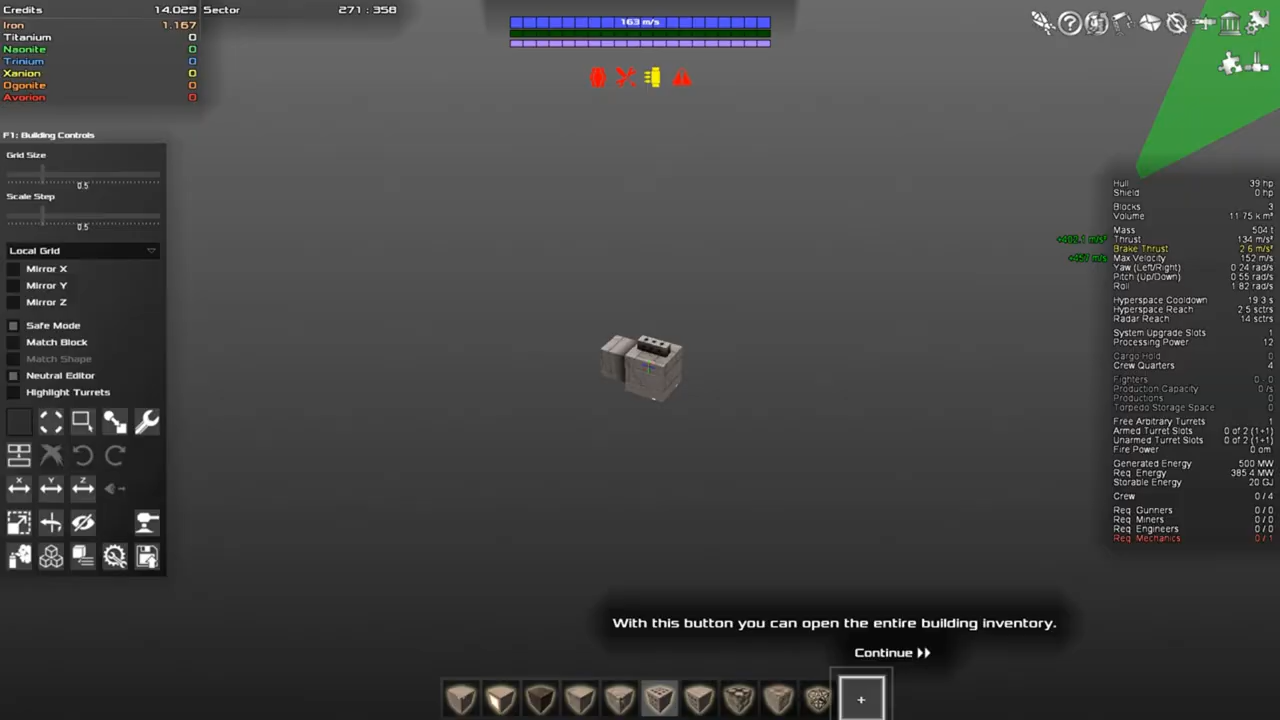 Credits 14.029
Sector 271 : 358
Iron 1.167
Titanium 0
Naonite 0
Trinium 0
Xanion 0
Ogonite 0
Avorion 0
163 m/s
F1: Building Controls
Grid Size
0.5
Scale Step
0.5
Local Grid
Mirror X
Mirror Y
Mirror Z
Safe Mode
Match Block
Match Shape
Neutral Editor
Highlight Turrets
X Y Z
Hull 39 hp
Shield 0 hp
Blocks 3
Volume 11.75 k m³
Mass 504 t
+402.1 m/s² Thrust 134 m/s²
Brake Thrust 2.6 m/s²
+457 m/s Max Velocity 152 m/s
Yaw (Left/Right) 0.24 rad/s
Pitch (Up/Down) 0.55 rad/s
Roll 1.82 rad/s
Hyperspace Cooldown 19.3 s
Hyperspace Reach 2.5 sctrs
Radar Reach 14 sctrs
System Upgrade Slots 1
Processing Power 12
Cargo Hold 0
Crew Quarters 4
Fighters 0 - 0
Production Capacity 0 /s
Productions 0
Torpedo Storage Space 0
Free Arbitrary Turrets 1
Armed Turret Slots 0 of 2 (1+1)
Unarmed Turret Slots 0 of 2 (1+1)
Fire Power 0 om
Generated Energy 500 MW
Req. Energy 385.4 MW
Storable Energy 20 GJ
Crew 0 / 4
Req. Gunners 0 / 0
Req. Miners 0 / 0
Req. Engineers 0 / 0
Req. Mechanics 0 / 1
With this button you can open the entire building inventory.
Continue
+